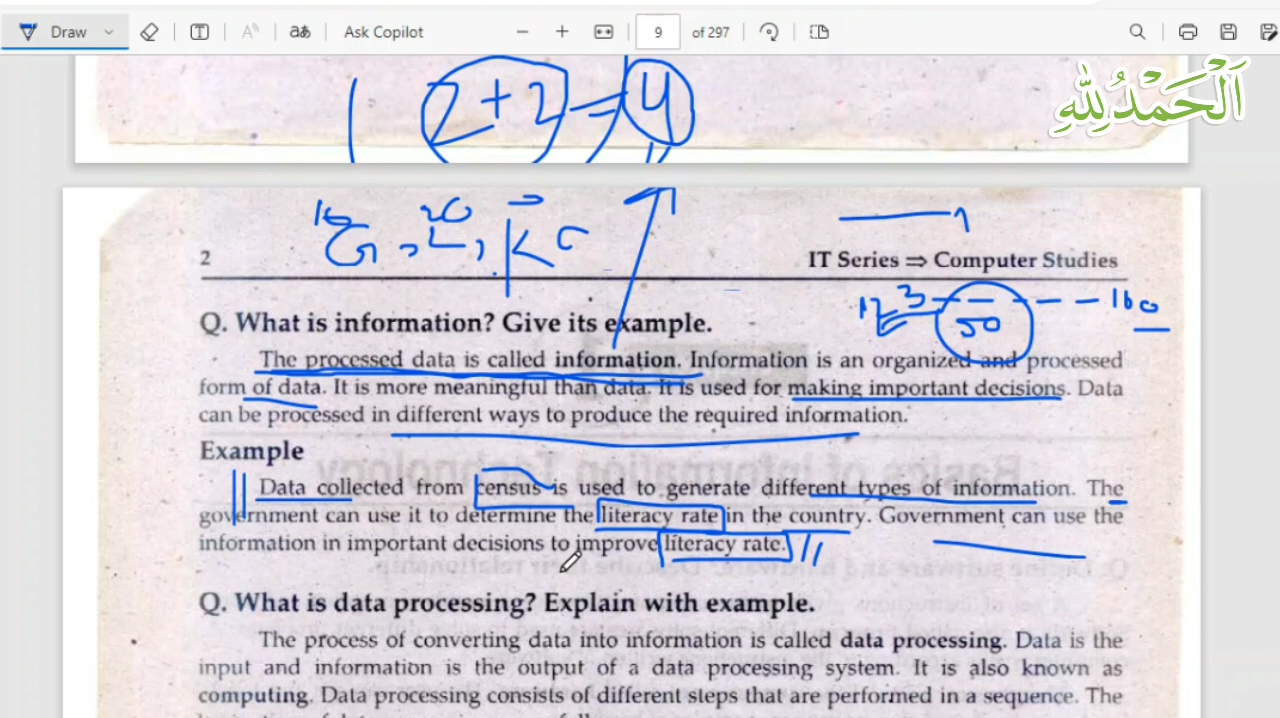 Draw
Ask Copilot
9 of 297
اَلْحَمْدُلِلّٰهِ
2+2=4
2
IT Series ⇒ Computer Studies
50
Q. What is information? Give its example.
The processed data is called information. Information is an organized and processed
form of data. It is more meaningful than data. It is used for making important decisions. Data
can be processed in different ways to produce the required information.
Example
Data collected from census is used to generate different types of information. The
government can use it to determine the literacy rate in the country. Government can use the
information in important decisions to improve literacy rate.
Q. What is data processing? Explain with example.
The process of converting data into information is called data processing. Data is the
input and information is the output of a data processing system. It is also known as
computing. Data processing consists of different steps that are performed in a sequence. The